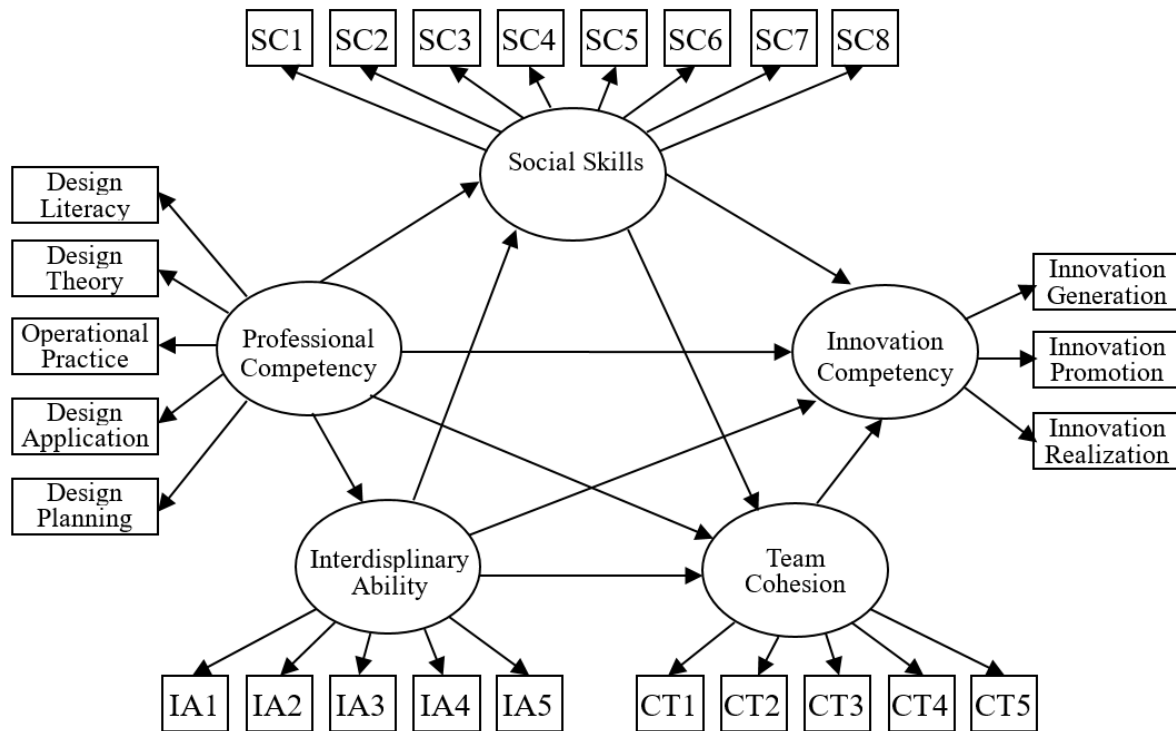 SC1 SC2 SC3 SC4 SC5 SC6 SC7 SC8
Social Skills
Design
Literacy
Design
Theory
Operational
Practice
Design
Application
Design
Planning
Professional
Competency
Innovation
Competency
Innovation
Generation
Innovation
Promotion
Innovation
Realization
Interdisplinary
Ability
Team
Cohesion
IA1 IA2 IA3 IA4 IA5
CT1 CT2 CT3 CT4 CT5